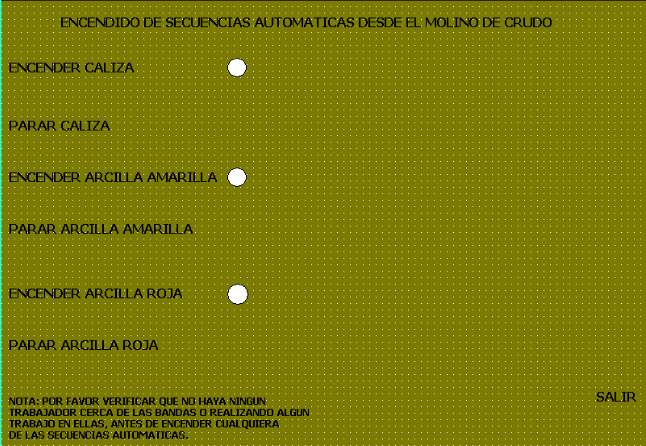 ENCENDIDO DE SECUENCIAS AUTOMATICAS DESDE EL MOLINO DE CRUDO
ENCENDER CALIZA
PARAR CALIZA
ENCENDER ARCILLA AMARILLA
PARAR ARCILLA AMARILLA
ENCENDER ARCILLA ROJA
PARAR ARCILLA ROJA
SALIR
NOTA: POR FAVOR VERIFICAR QUE NO HAYA NINGUN
TRABAJADOR CERCA DE LAS BANDAS O REALIZANDO ALGUN
TRABAJO EN ELLAS, ANTES DE ENCENDER CUALQUIERA
DE LAS SECUENCIAS AUTOMATICAS.